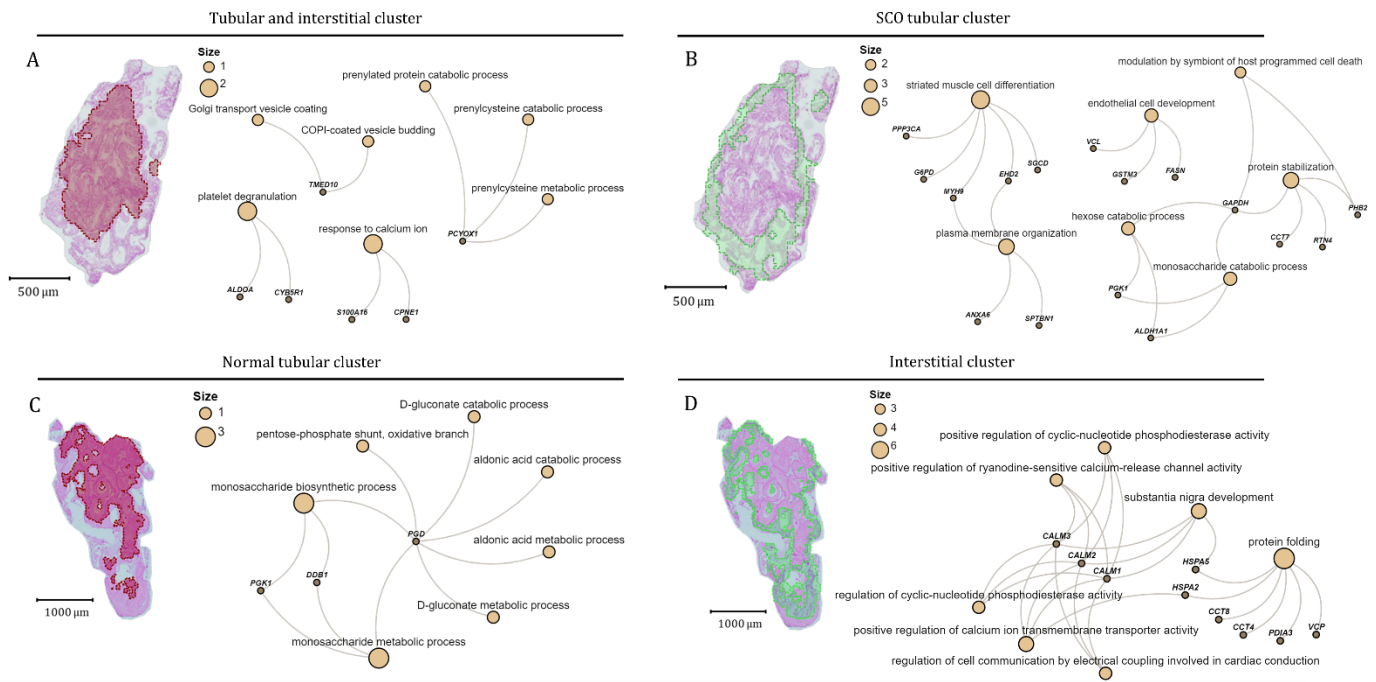 Tubular and interstitial cluster
A
Size
1
2
prenylated protein catabolic process
Golgi transport vesicle coating
prenylcysteine catabolic process
COPI-coated vesicle budding
TMED10
prenylcysteine metabolic process
platelet degranulation
response to calcium ion
PCYOX1
ALDOA
CYB5R1
S100A16
CPNE1
500 μm
SCO tubular cluster
B
Size
2
3
5
modulation by symbiont of host programmed cell death
striated muscle cell differentiation
endothelial cell development
PPP3CA
VCL
SGCD
G6PD
EHD2
GSTM3
FASN
protein stabilization
MYH9
GAPDH
PHB2
hexose catabolic process
plasma membrane organization
CCT7
RTN4
monosaccharide catabolic process
PGK1
ANXA6
SPTBN1
ALDH1A1
500 μm
Normal tubular cluster
C
Size
1
3
D-gluconate catabolic process
pentose-phosphate shunt, oxidative branch
aldonic acid catabolic process
monosaccharide biosynthetic process
PGD
aldonic acid metabolic process
PGK1
DDB1
D-gluconate metabolic process
monosaccharide metabolic process
1000 μm
Interstitial cluster
D
3
4
6
positive regulation of cyclic-nucleotide phosphodiesterase activity
positive regulation of ryanodine-sensitive calcium-release channel activity
substantia nigra development
CALM3
protein folding
CALM2
CALM1
HSPA5
HSPA2
regulation of cyclic-nucleotide phosphodiesterase activity
CCT8
CCT4
PDIA3
VCP
positive regulation of calcium ion transmembrane transporter activity
regulation of cell communication by electrical coupling involved in cardiac conduction
1000 μm
Size